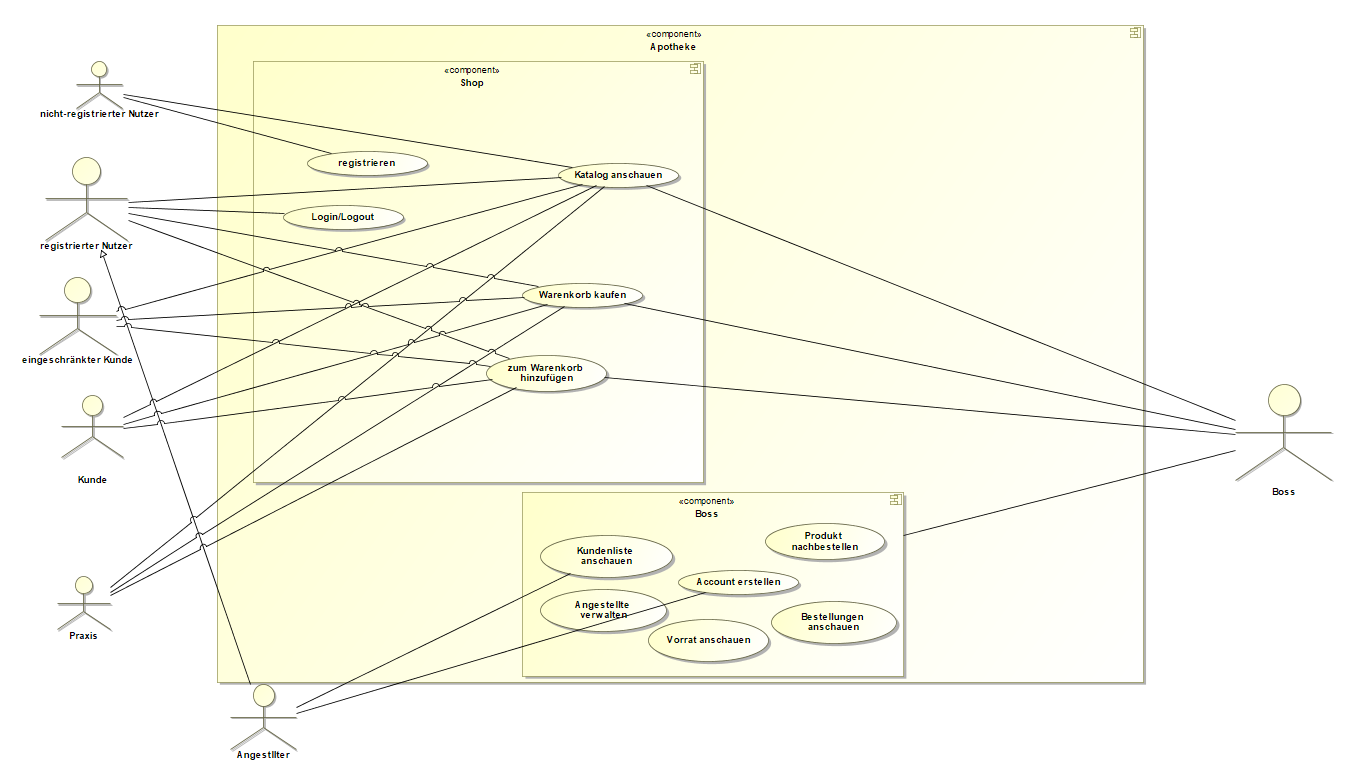 «component»
Apotheke
«component»
Shop
nicht-registrierter Nutzer
registrieren
Katalog anschauen
Login/Logout
registrierter Nutzer
Warenkorb kaufen
eingeschränkter Kunde
zum Warenkorb
hinzufügen
Kunde
Boss
«component»
Boss
Produkt
nachbestellen
Kundenliste
anschauen
Account erstellen
Angestellte
verwalten
Bestellungen
anschauen
Vorrat anschauen
Praxis
Angestllter